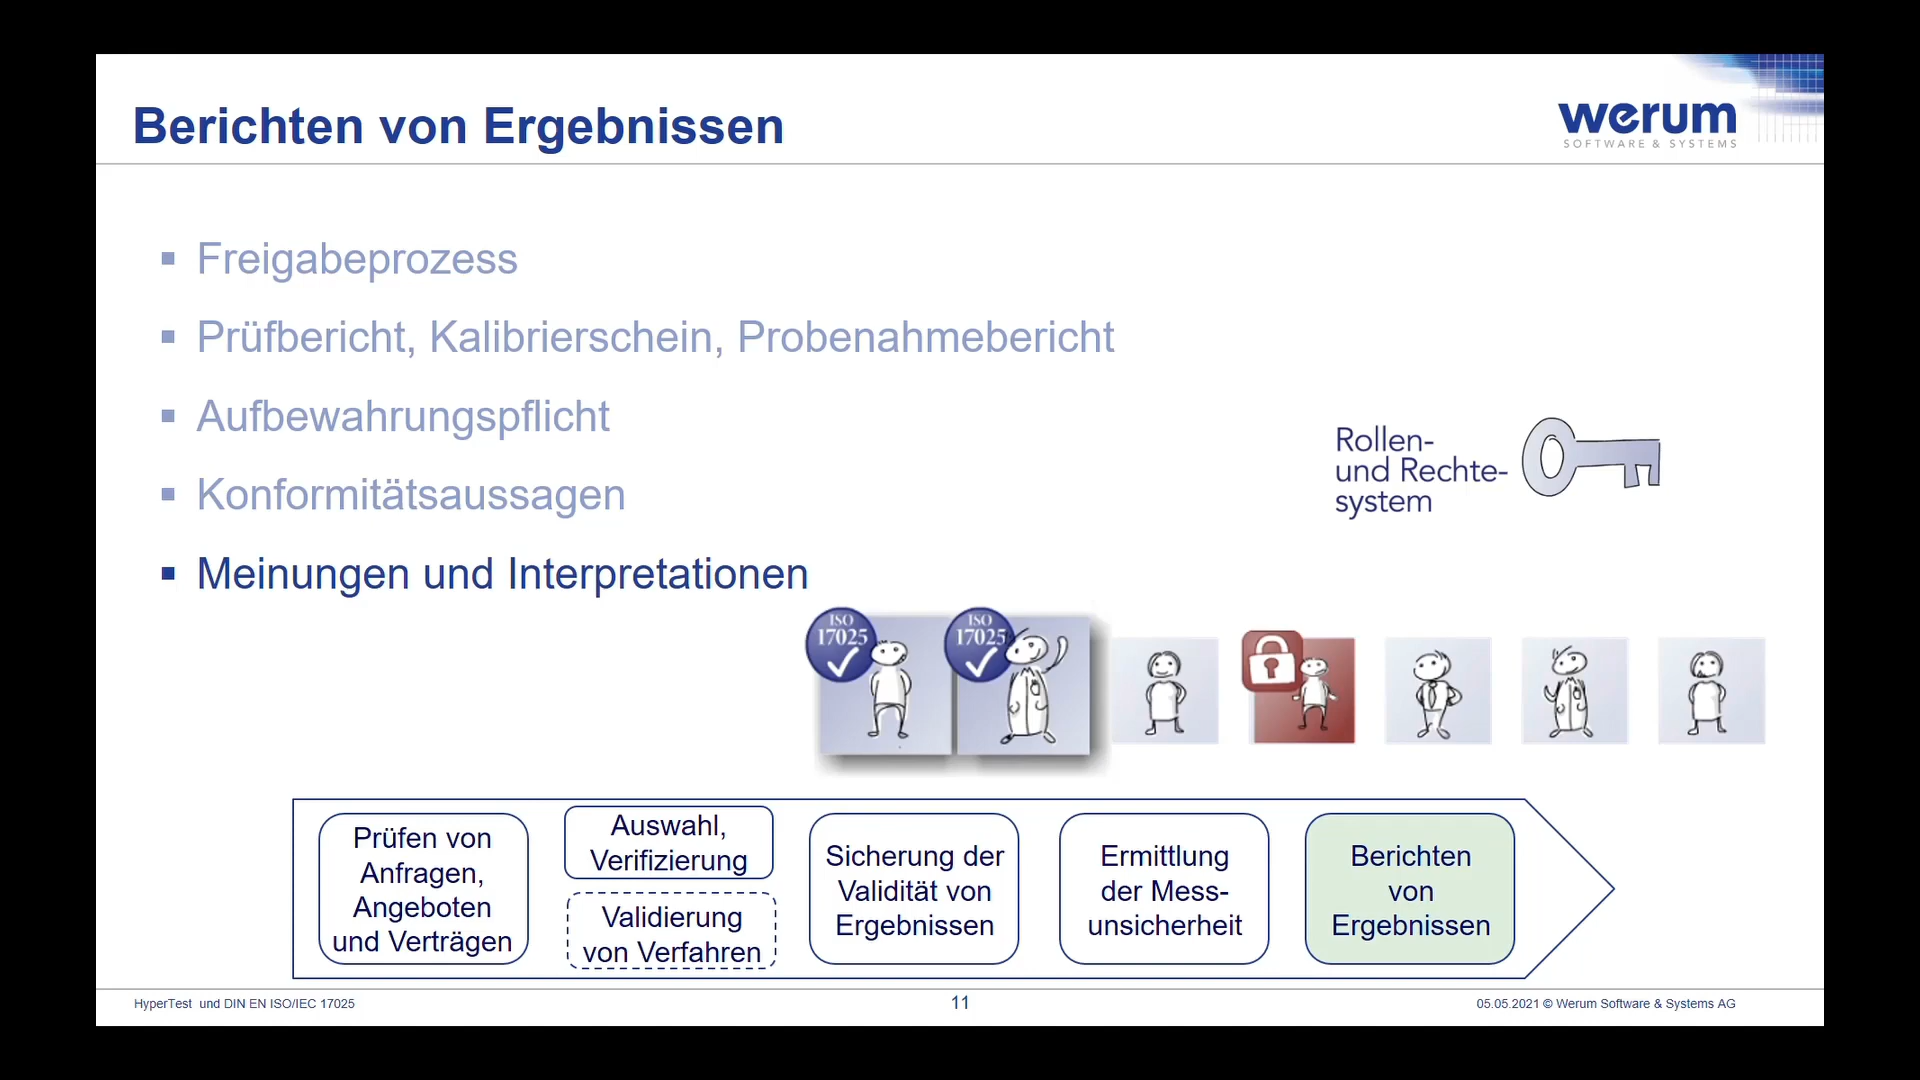 Berichten von Ergebnissen
werum
SOFTWARE & SYSTEMS
Freigabeprozess
Prüfbericht, Kalibrierschein, Probenahmebericht
Aufbewahrungspflicht
Konformitätsaussagen
Meinungen und Interpretationen
Rollen-
und Rechte-
system
ISO
17025
ISO
17025
Prüfen von
Anfragen,
Angeboten
und Verträgen
Auswahl,
Verifizierung
Validierung
von Verfahren
Sicherung der
Validität von
Ergebnissen
Ermittlung
der Mess-
unsicherheit
Berichten
von
Ergebnissen
HyperTest und DIN EN ISO/IEC 17025
11
05.05.2021 © Werum Software & Systems AG